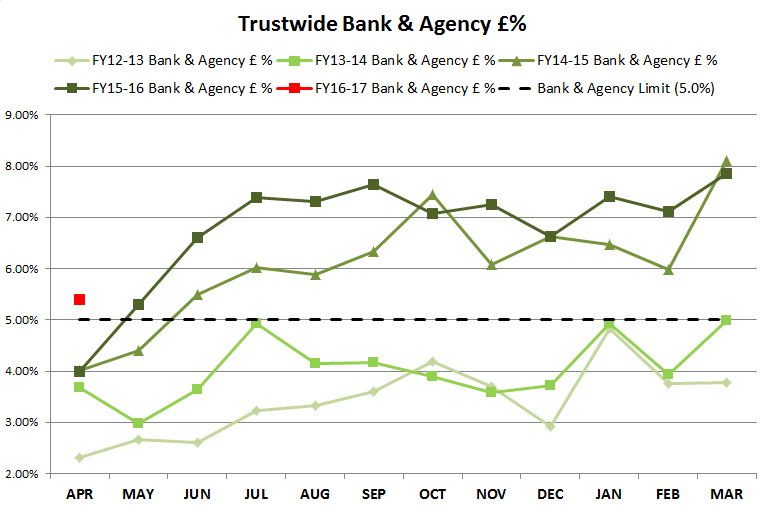 Trustwide Bank & Agency £%
FY12-13 Bank & Agency £ % FY13-14 Bank & Agency £ % FY14-15 Bank & Agency £ %
FY15-16 Bank & Agency £ % FY16-17 Bank & Agency £ % Bank & Agency Limit (5.0%)
9.00%
8.00%
7.00%
6.00%
5.00%
4.00%
3.00%
2.00%
APR MAY JUN JUL AUG SEP OCT NOV DEC JAN FEB MAR